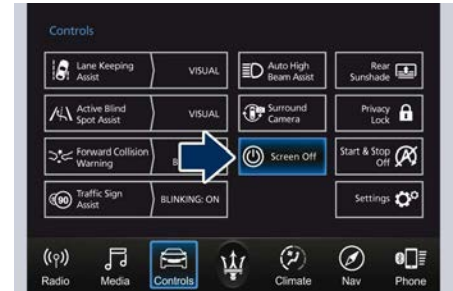 Controls
Lane Keeping
Assist
VISUAL
Auto High
Beam Assist
Rear
Sunshade
Active Blind
Spot Assist
VISUAL
Surround
Camera
Privacy
Lock
Forward Collision
Warning
B
Screen Off
Start & Stop
Off
90
Traffic Sign
Assist
BLINKING: ON
Settings
Radio
Media
Controls
Climate
Nav
Phone